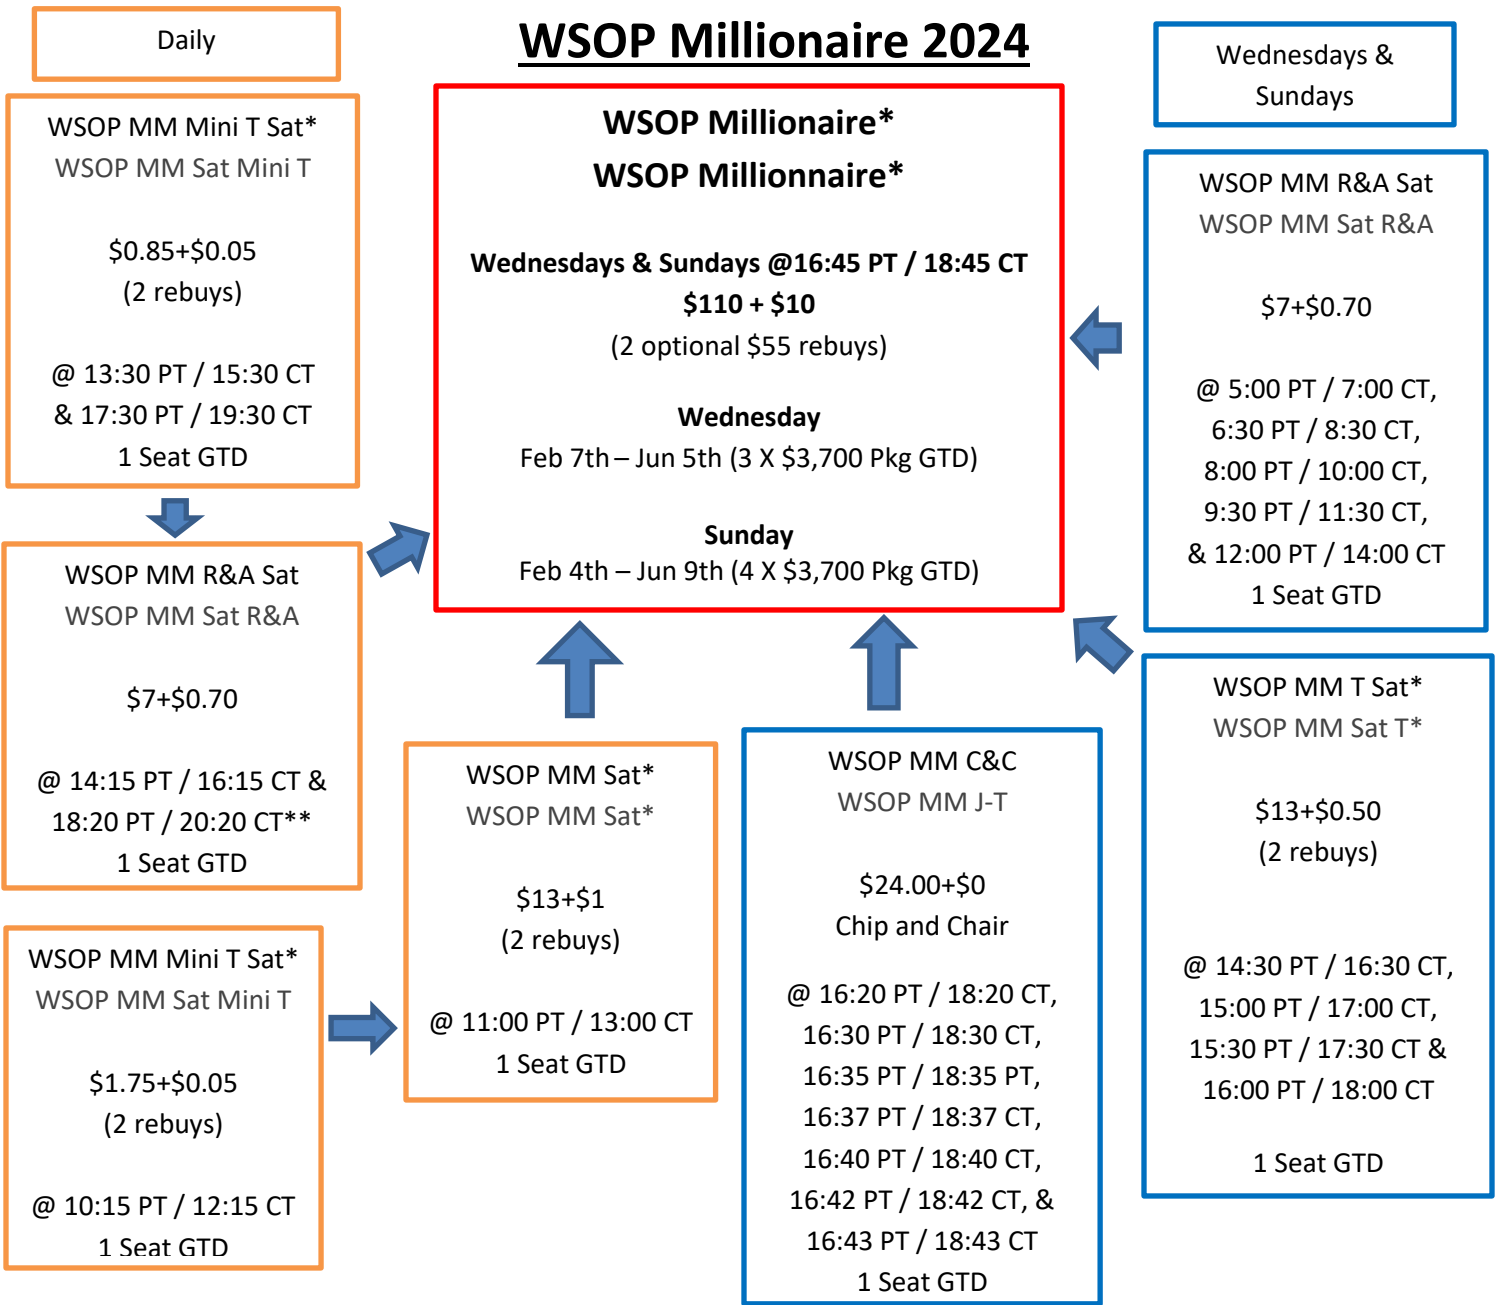 WSOP Millionaire 2024
Daily
WSOP MM Mini T Sat*
WSOP MM Sat Mini T
$0.85+$0.05
(2 rebuys)
@ 13:30 PT / 15:30 CT
& 17:30 PT / 19:30 CT
1 Seat GTD
WSOP MM R&A Sat
WSOP MM Sat R&A
$7+$0.70
@ 14:15 PT / 16:15 CT &
18:20 PT / 20:20 CT**
1 Seat GTD
WSOP MM Mini T Sat*
WSOP MM Sat Mini T
$1.75+$0.05
(2 rebuys)
@ 10:15 PT / 12:15 CT
1 Seat GTD
WSOP Millionaire*
WSOP Millionnaire*
Wednesdays & Sundays @16:45 PT / 18:45 CT
$110 + $10
(2 optional $55 rebuys)
Wednesday
Feb 7th – Jun 5th (3 X $3,700 Pkg GTD)
Sunday
Feb 4th – Jun 9th (4 X $3,700 Pkg GTD)
WSOP MM Sat*
WSOP MM Sat*
$13+$1
(2 rebuys)
@ 11:00 PT / 13:00 CT
1 Seat GTD
WSOP MM C&C
WSOP MM J-T
$24.00+$0
Chip and Chair
@ 16:20 PT / 18:20 CT,
16:30 PT / 18:30 CT,
16:35 PT / 18:35 PT,
16:37 PT / 18:37 CT,
16:40 PT / 18:40 CT,
16:42 PT / 18:42 CT, &
16:43 PT / 18:43 CT
1 Seat GTD
Wednesdays &
Sundays
WSOP MM R&A Sat
WSOP MM Sat R&A
$7+$0.70
@ 5:00 PT / 7:00 CT,
6:30 PT / 8:30 CT,
8:00 PT / 10:00 CT,
9:30 PT / 11:30 CT,
& 12:00 PT / 14:00 CT
1 Seat GTD
WSOP MM T Sat*
WSOP MM Sat T*
$13+$0.50
(2 rebuys)
@ 14:30 PT / 16:30 CT,
15:00 PT / 17:00 CT,
15:30 PT / 17:30 CT &
16:00 PT / 18:00 CT
1 Seat GTD